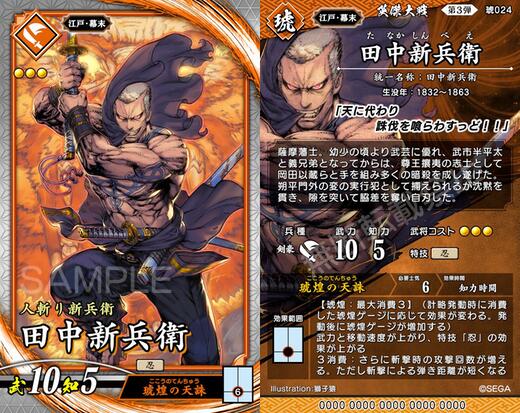 江戸・幕末
SAMPLE
人斬り新兵衛
田中新兵衛
忍
武10知5
ここうのてんちゅう
琥煌の天誅
6
琥
江戸・幕末
英傑大戦
第3弾
琥024
たなかしんべえ
田中新兵衛
統一名称:田中新兵衛
生没年:1832~1863
「天に代わり
鉄伐を喰らわすっど!!」
薩摩藩士。幼少の頃より武芸に優れ、武市半平太
と義兄弟となってからは、尊王攘夷の志士として
岡田以蔵らと手を組み多くの暗殺を成し遂げた。
朔平門外の変の実行犯として捕えられるが沈黙を
貫き、隙を突いて脇差を奪い自刃した。
兵種
武力
知力
武将コスト
剣豪
10
5
特技
忍
ここうのてんちゅう
琥煌の天誅
必要士気
6
効果時間
知力時間
効果範囲
【琥煌:最大消費3】(計略発動時に消費
した琥煌ゲージに応じて効果が変わる。発
動後に琥煌ゲージが増加する)
武力と移動速度が上がり、特技「忍」の効
果が上がる
3消費:さらに斬撃時の攻撃回数が増え
る。ただし斬撃による弾き距離が短くなる
Illustration:獅子猿
©SEGA
0000 0000 0000 0000 0000